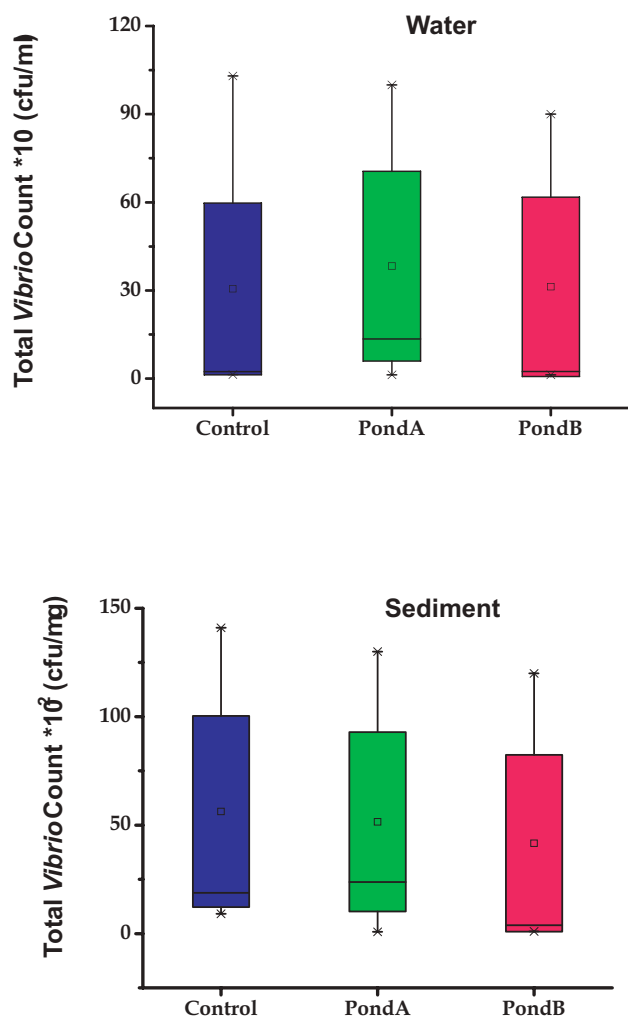 Water
Total Vibrio Count *10 (cfu/ml)
120
90
60
30
0
Control PondA PondB
Sediment
Total Vibrio Count *10² (cfu/mg)
150
100
50
0
Control PondA PondB